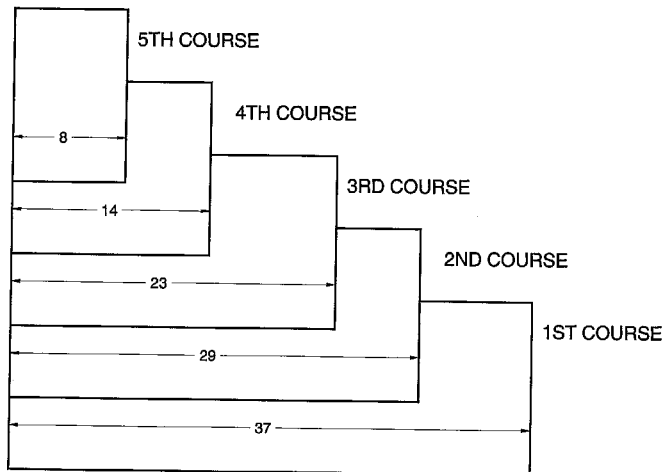 5TH COURSE
4TH COURSE
8
3RD COURSE
14
2ND COURSE
23
1ST COURSE
29
37